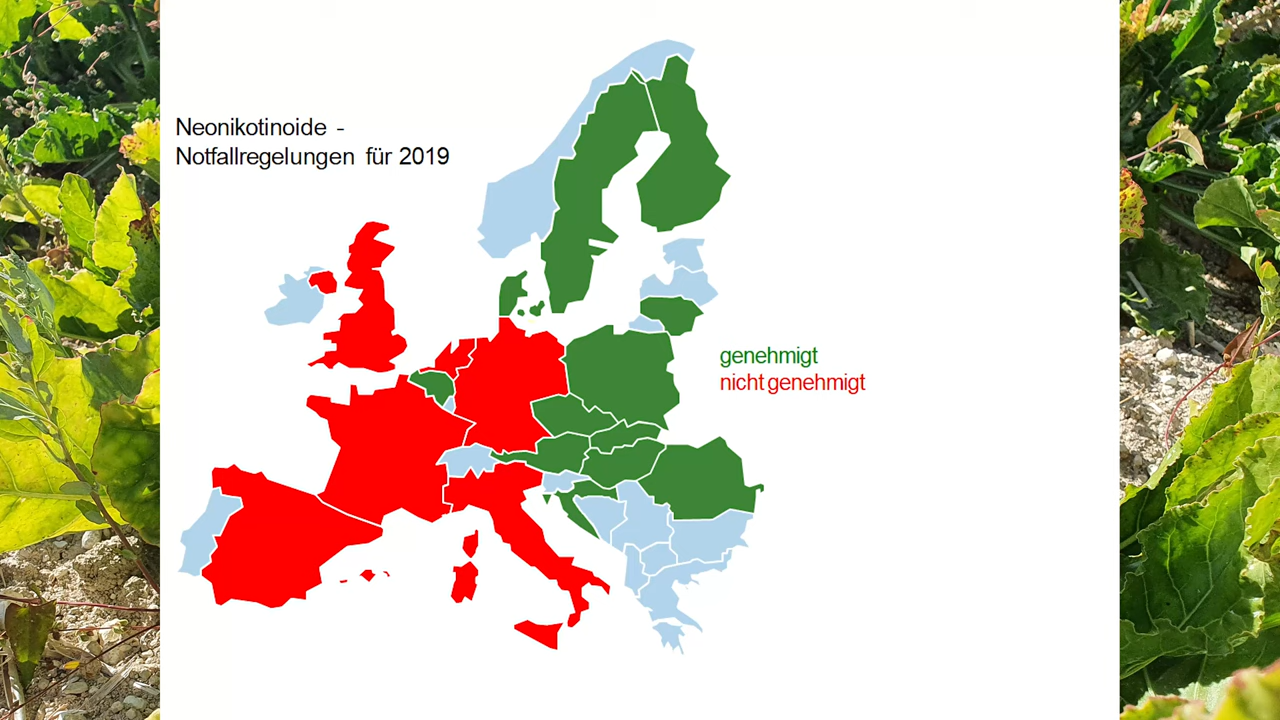 Neonikotinoide -
Notfallregelungen für 2019
genehmigt
nicht genehmigt